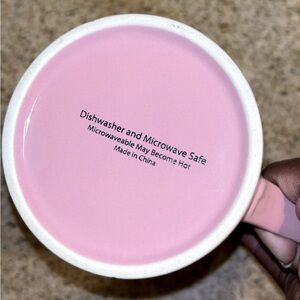 Dishwasher and Microwave Safe
Microwaveable May Become Hot
Made in China